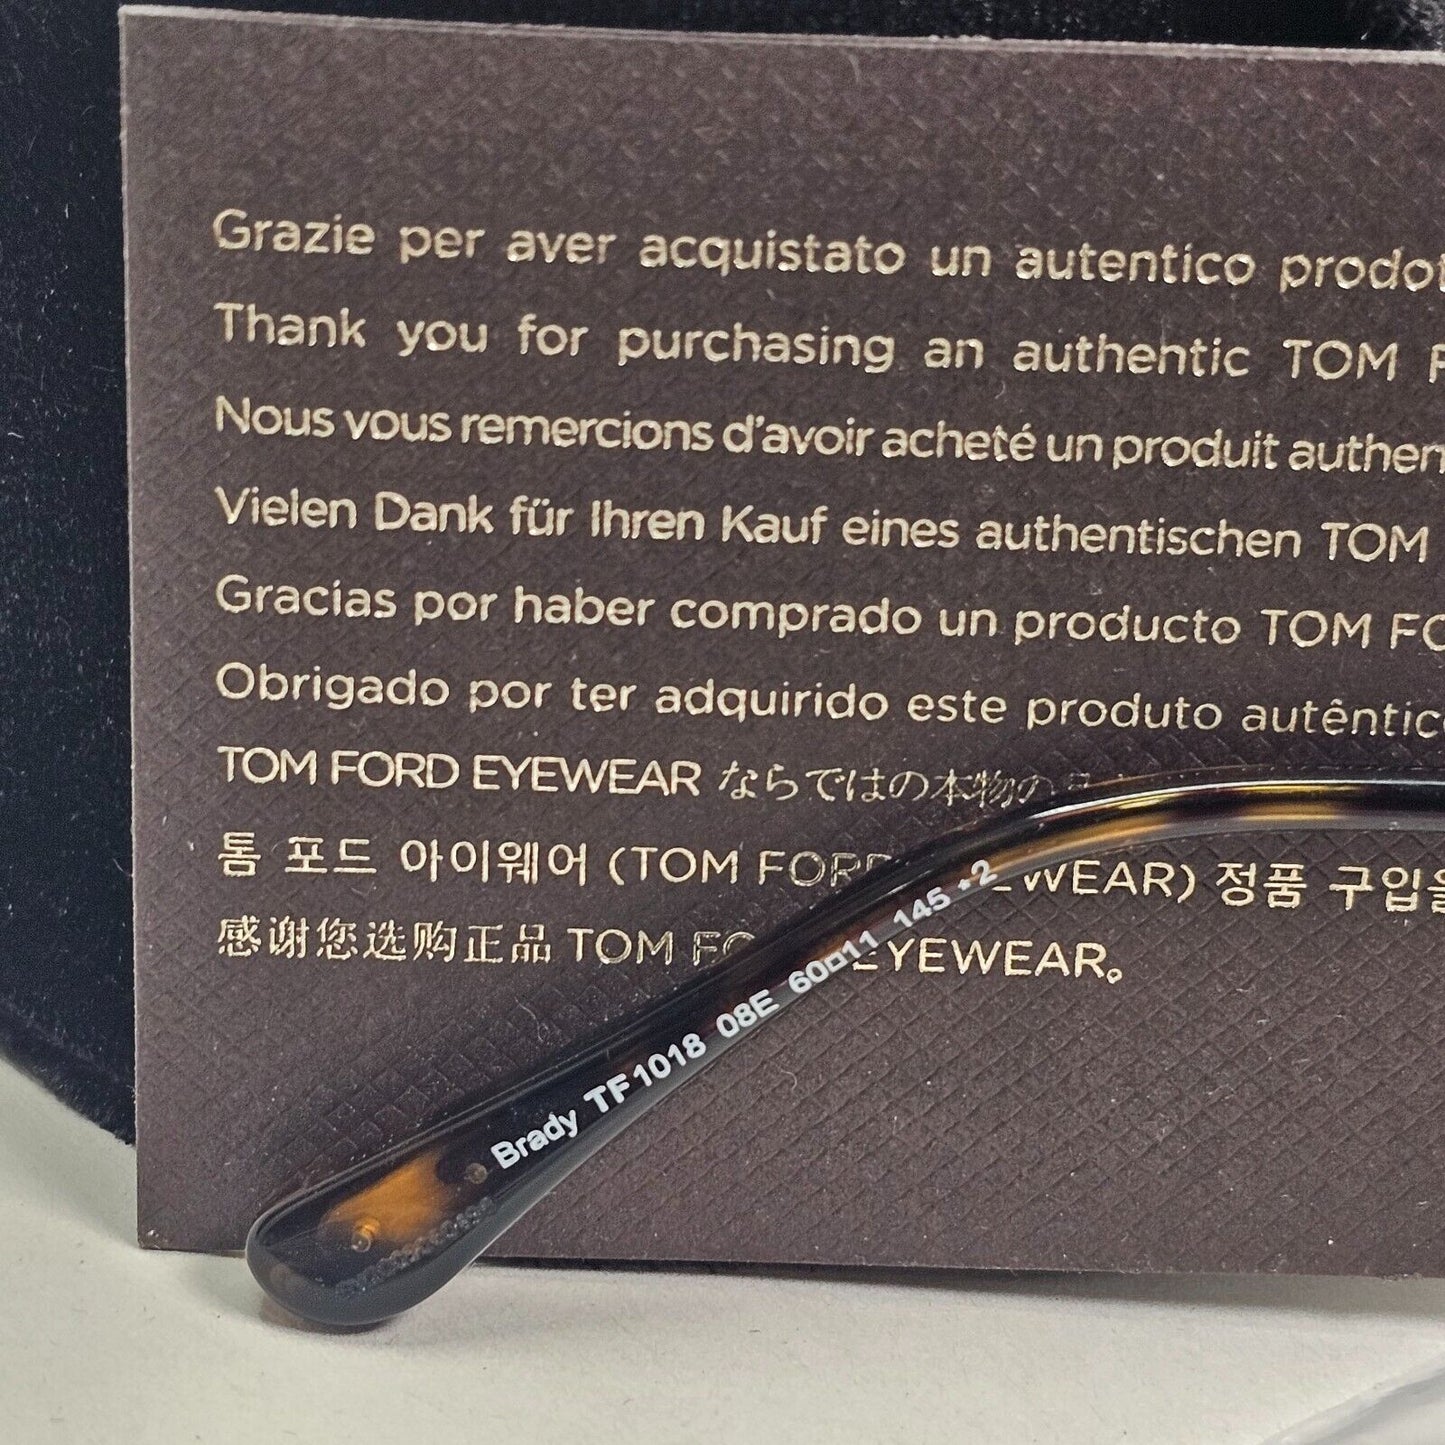 Grazie per aver acquistato un autentico prodot
Thank you for purchasing an authentic TOM F
Nous vous remercions d'avoir acheté un produit authen
Vielen Dank für Ihren Kauf eines authentischen TOM
Gracias por haber comprado un producto TOM FO
Obrigado por ter adquirido este produto autêntic
TOM FORD EYEWEAR ならではの本物の
톰 포드 아이웨어 (TOM FORD EYEWEAR) 정품 구입을
感谢您选购正品 TOM FORD EYEWEAR。
Brady TF1018 08E 60□11 145 •2